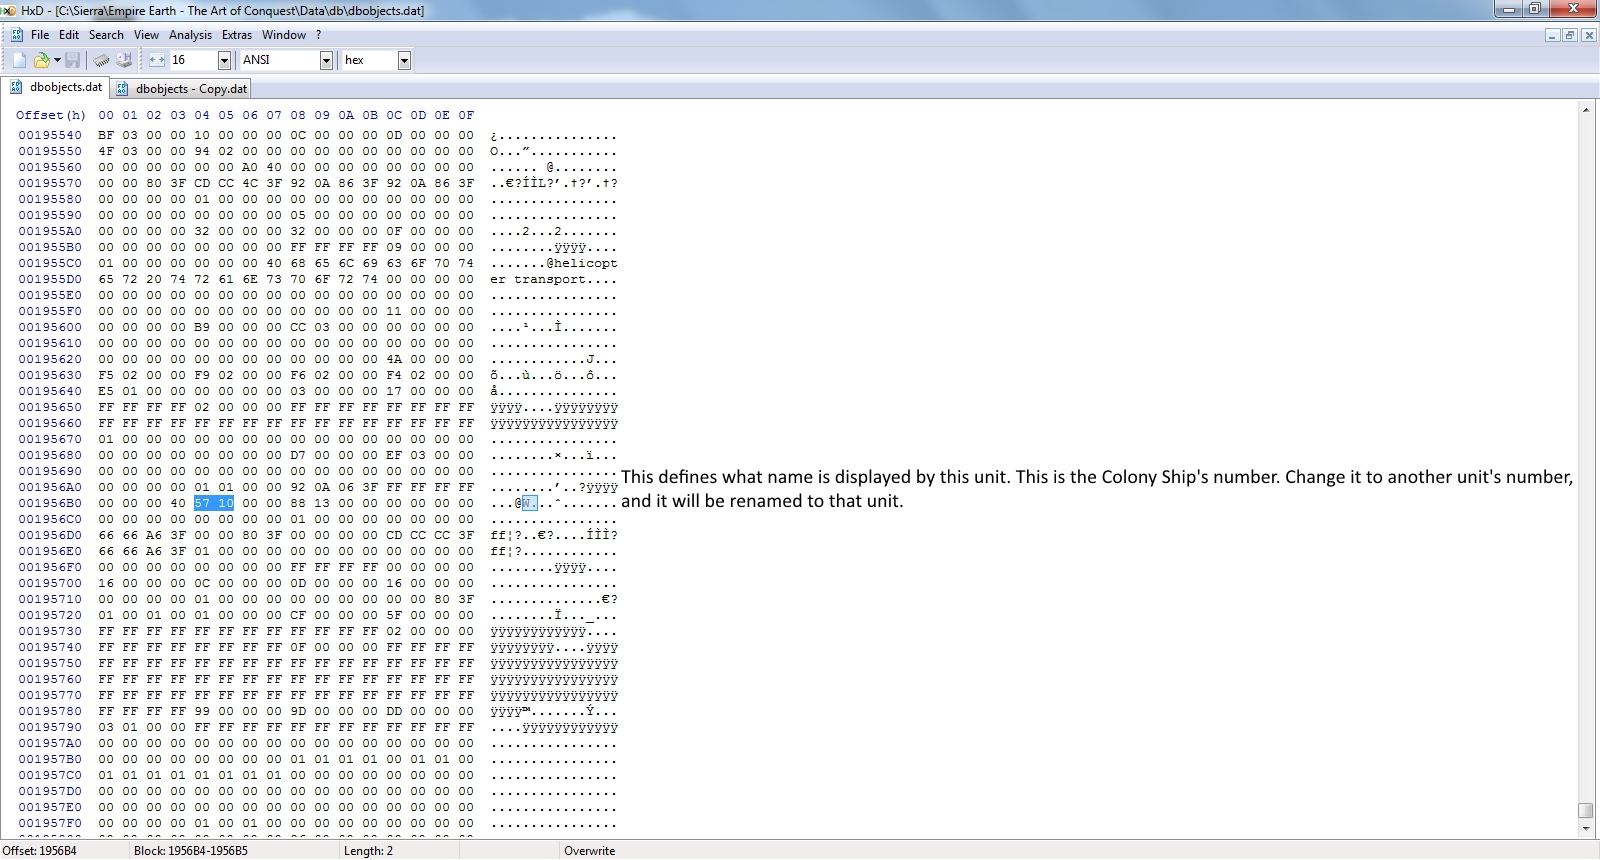 HxD - [C:\Sierra\Empire Earth - The Art of Conquest\Data\db\dbobjects.dat]
File Edit Search View Analysis Extras Window ?
16 ANSI hex
dbobjects.dat dbobjects - Copy.dat
Offset(h) 00 01 02 03 04 05 06 07 08 09 0A 0B 0C 0D 0E 0F
00195540 BF 03 00 00 10 00 00 00 0C 00 00 00 0D 00 00 00 ¿...............
00195550 4F 03 00 00 94 02 00 00 00 00 00 00 00 00 00 00 O...”...........
00195560 00 00 00 00 00 00 A0 40 00 00 00 00 00 00 00 00 ...... @........
00195570 00 00 80 3F CD CC 4C 3F 92 0A 86 3F 92 0A 86 3F ..€?ÍÌL?’.†?’.†?
00195580 00 00 00 00 01 00 00 00 00 00 00 00 00 00 00 00 ................
00195590 00 00 00 00 00 00 00 00 05 00 00 00 00 00 00 00 ................
001955A0 00 00 00 00 32 00 00 00 32 00 00 00 0F 00 00 00 ....2...2.......
001955B0 00 00 00 00 00 00 00 00 FF FF FF FF 09 00 00 00 ........ÿÿÿÿ....
001955C0 01 00 00 00 00 00 00 40 68 65 6C 69 63 6F 70 74 .......@helicopt
001955D0 65 72 20 74 72 61 6E 73 70 6F 72 74 00 00 00 00 er transport....
001955E0 00 00 00 00 00 00 00 00 00 00 00 00 00 00 00 00 ................
001955F0 00 00 00 00 00 00 00 00 00 00 00 00 11 00 00 00 ................
00195600 00 00 00 00 B9 00 00 00 CC 03 00 00 00 00 00 00 ....¹...Ì.......
00195610 00 00 00 00 00 00 00 00 00 00 00 00 00 00 00 00 ................
00195620 00 00 00 00 00 00 00 00 00 00 00 00 4A 00 00 00 ............J...
00195630 F5 02 00 00 F9 02 00 00 F6 02 00 00 F4 02 00 00 õ...ù...ö...ô...
00195640 E5 01 00 00 00 00 00 00 03 00 00 00 17 00 00 00 å...............
00195650 FF FF FF FF 02 00 00 00 FF FF FF FF FF FF FF FF ÿÿÿÿ....ÿÿÿÿÿÿÿÿ
00195660 FF FF FF FF FF FF FF FF FF FF FF FF FF FF FF FF ÿÿÿÿÿÿÿÿÿÿÿÿÿÿÿÿ
00195670 01 00 00 00 00 00 00 00 00 00 00 00 00 00 00 00 ................
00195680 00 00 00 00 00 00 00 00 D7 00 00 00 EF 03 00 00 ........×...ï...
00195690 00 00 00 00 00 00 00 00 00 00 00 00 00 00 00 00 ................
This defines what name is displayed by this unit. This is the Colony Ship's number. Change it to another unit's number,
001956A0 00 00 00 00 01 01 00 00 92 0A 06 3F FF FF FF FF ........’..?ÿÿÿÿ
001956B0 00 00 00 40 57 10 00 00 88 13 00 00 00 00 00 00 ...@W...ˆ.......
and it will be renamed to that unit.
001956C0 00 00 00 00 00 00 00 00 01 00 00 00 00 00 00 00 ................
001956D0 66 66 A6 3F 00 00 80 3F 00 00 00 00 CD CC CC 3F ff¦?..€?....ÍÌÌ?
001956E0 66 66 A6 3F 01 00 00 00 00 00 00 00 00 00 00 00 ff¦?............
001956F0 00 00 00 00 00 00 00 00 FF FF FF FF 00 00 00 00 ........ÿÿÿÿ....
00195700 16 00 00 00 0C 00 00 00 0D 00 00 00 16 00 00 00 ................
00195710 00 00 00 00 01 00 00 00 00 00 00 00 00 00 80 3F ..............€?
00195720 01 00 01 00 01 00 00 00 CF 00 00 00 5F 00 00 00 ........Ï..._...
00195730 FF FF FF FF FF FF FF FF FF FF FF FF 02 00 00 00 ÿÿÿÿÿÿÿÿÿÿÿÿ....
00195740 FF FF FF FF FF FF FF FF 0F 00 00 00 FF FF FF FF ÿÿÿÿÿÿÿÿ....ÿÿÿÿ
00195750 FF FF FF FF FF FF FF FF FF FF FF FF FF FF FF FF ÿÿÿÿÿÿÿÿÿÿÿÿÿÿÿÿ
00195760 FF FF FF FF FF FF FF FF FF FF FF FF FF FF FF FF ÿÿÿÿÿÿÿÿÿÿÿÿÿÿÿÿ
00195770 FF FF FF FF FF FF FF FF FF FF FF FF FF FF FF FF ÿÿÿÿÿÿÿÿÿÿÿÿÿÿÿÿ
00195780 FF FF FF FF 99 00 00 00 9D 00 00 00 DD 00 00 00 ÿÿÿÿ™.......Ý...
00195790 03 01 00 00 FF FF FF FF FF FF FF FF FF FF FF FF ....ÿÿÿÿÿÿÿÿÿÿÿÿ
001957A0 00 00 00 00 00 00 00 00 00 00 00 00 00 00 00 00 ................
001957B0 00 00 00 00 00 00 00 00 01 01 01 01 00 01 01 00 ................
001957C0 01 01 01 01 01 01 01 01 00 00 00 00 00 00 00 00 ................
001957D0 00 00 00 00 00 00 00 00 00 00 00 00 00 00 00 00 ................
001957E0 00 00 00 00 00 00 00 00 00 00 00 00 00 00 00 00 ................
001957F0 00 00 00 00 01 00 01 00 00 00 00 00 00 00 00 00 ................
Offset: 1956B4 Block: 1956B4-1956B5 Length: 2 Overwrite